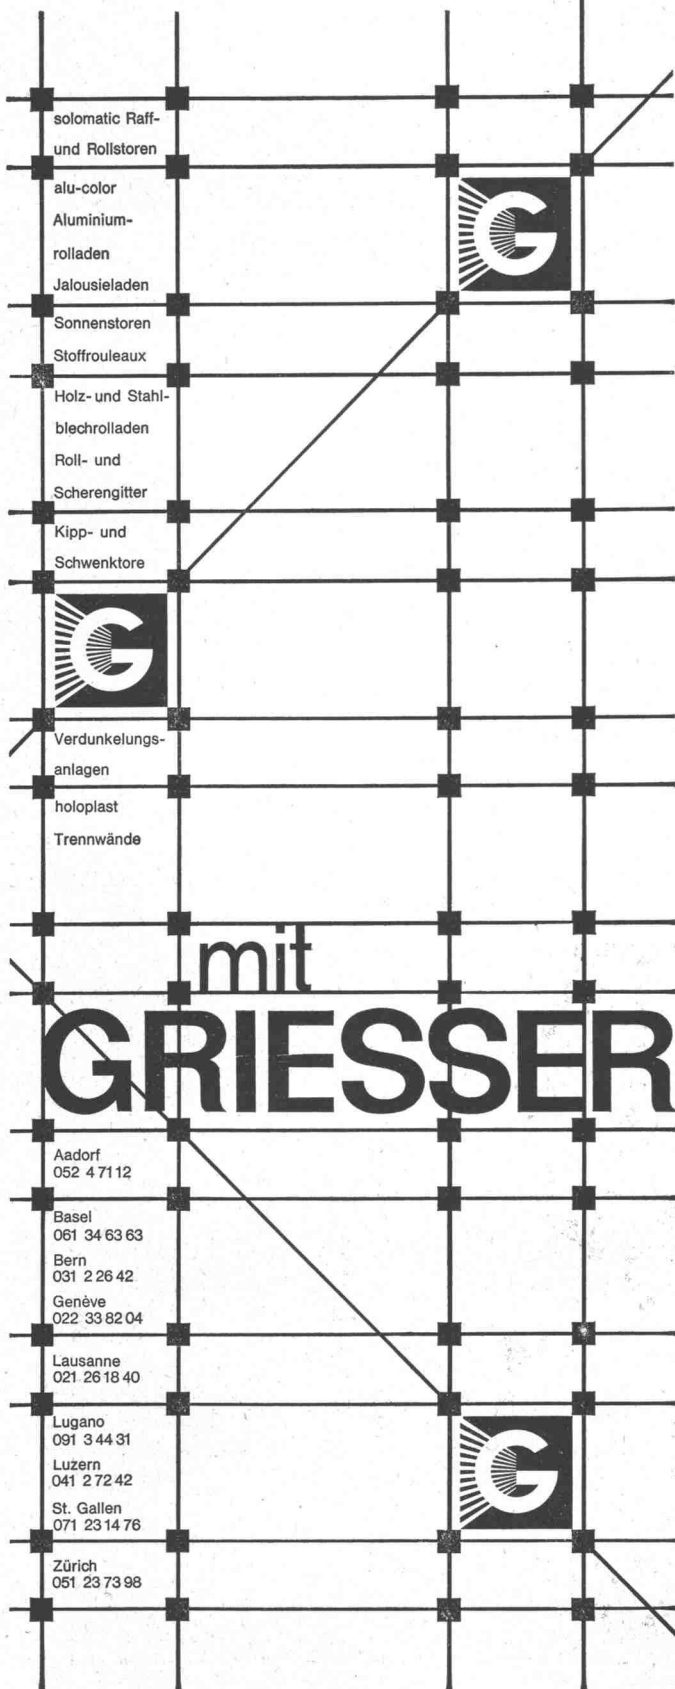 solomatic Raff-
und Rollstoren
alu-color
Aluminium-
rolladen
Jalousieladen
Sonnenstoren
Stoffrouleaux
Holz- und Stahl-
blechrolladen
Roll- und
Scherengitter
Kipp- und
Schwenktore
G
G
Verdunkelungs-
anlagen
holoplast
Trennwände
mit
GRIESSER
Aadorf
052 4 71 12
Basel
061 34 63 63
Bern
031 2 26 42
Genève
022 33 82 04
Lausanne
021 26 18 40
Lugano
091 3 44 31
Luzern
041 2 72 42
St. Gallen
071 23 14 76
Zürich
051 23 73 98
G